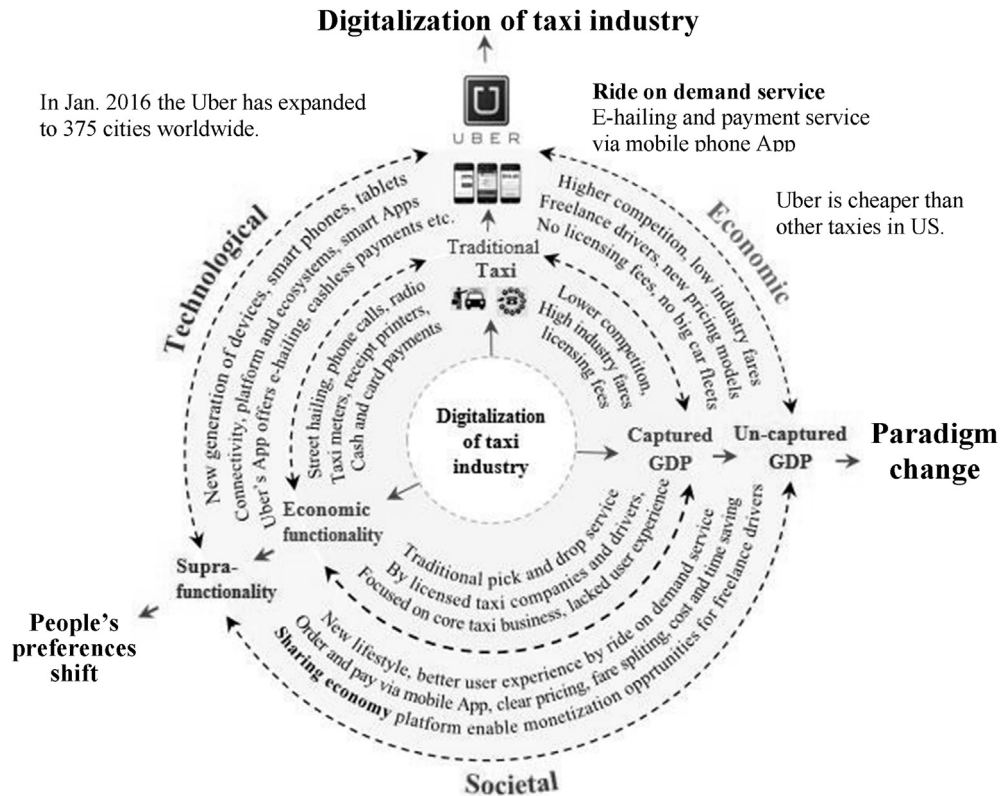 Digitalization of taxi industry
In Jan. 2016 the Uber has expanded
to 375 cities worldwide.
UBER
Ride on demand service
E-hailing and payment service
via mobile phone App
Uber is cheaper than
other taxies in US.
Technological
New generation of devices, smart phones, tablets
Connectivity, platform and ecosystems, smart Apps
Uber's App offers e-hailing, cashless payments etc.
Economic
Higher competion, low industry fares
Freelance drivers, new pricing models
No licensing fees, no big car fleets
Traditional
Taxi
Street hailing, phone calls, radio
Taxi meters, receipt printers,
Cash and card payments
Lower competition,
High industry fares
licensing fees
Digitalization
of taxi
industry
Captured
GDP
Un-captured
GDP
Paradigm
change
Economic
functionality
Supra-
functionality
People's
preferences
shift
Traditional pick and drop service
By licensed taxi companies and drivers,
Focused on core taxi business, lacked user experience
New lifestyle, better user experience by ride on demand service
Order and pay via mobile App, clear pricing, fare spliting, cost and time saving
Sharing economy platform enable monetization opprtunities for freelance drivers
Societal